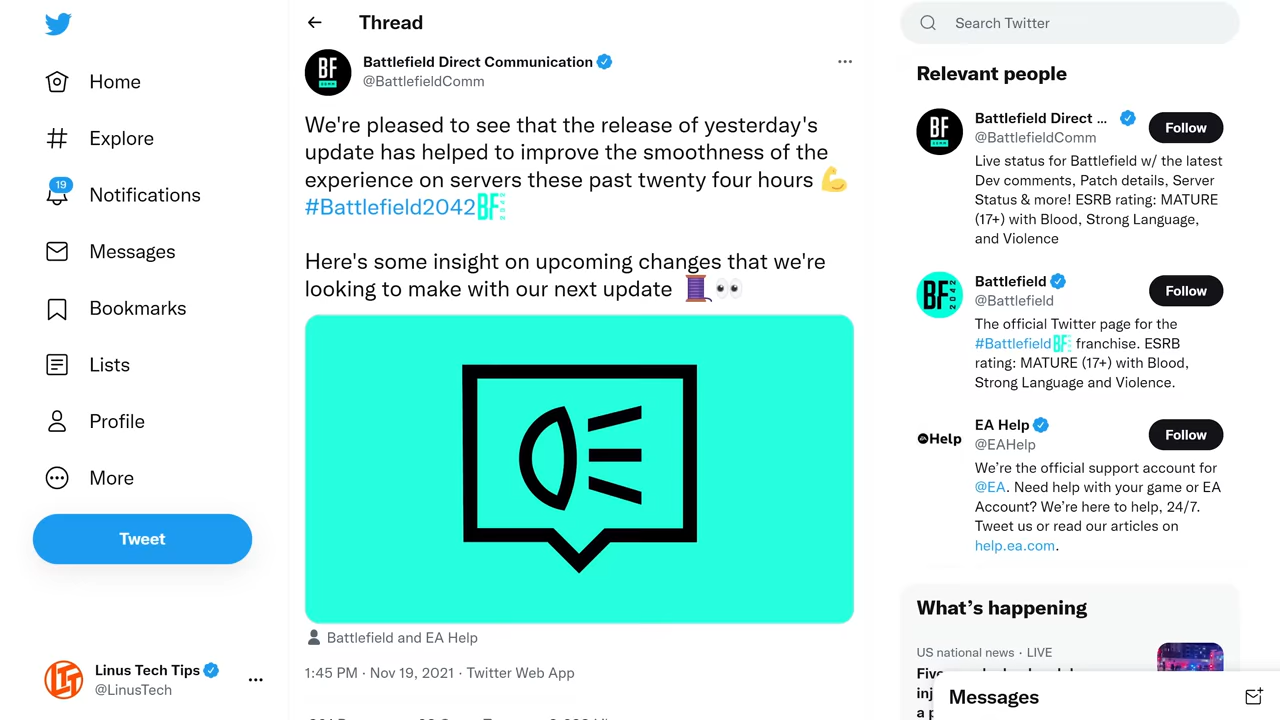 Home
Explore
19
Notifications
Messages
Bookmarks
Lists
Profile
More
Tweet
Linus Tech Tips
@LinusTech
Thread
BF
COMM
Battlefield Direct Communication
@BattlefieldComm
We're pleased to see that the release of yesterday's
update has helped to improve the smoothness of the
experience on servers these past twenty four hours 💪
#Battlefield2042
Here's some insight on upcoming changes that we're
looking to make with our next update 🧵 👀
Battlefield and EA Help
1:45 PM · Nov 19, 2021 · Twitter Web App
Search Twitter
Relevant people
BF
COMM
Battlefield Direct ...
@BattlefieldComm
Follow
Live status for Battlefield w/ the latest
Dev comments, Patch details, Server
Status & more! ESRB rating: MATURE
(17+) with Blood, Strong Language,
and Violence
BF 2042
Battlefield
@Battlefield
Follow
The official Twitter page for the
#Battlefield franchise. ESRB
rating: MATURE (17+) with Blood,
Strong Language and Violence.
Help
EA Help
@EAHelp
Follow
We're the official support account for
@EA. Need help with your game or EA
Account? We're here to help, 24/7.
Tweet us or read our articles on
help.ea.com.
What's happening
US national news · LIVE
Messages